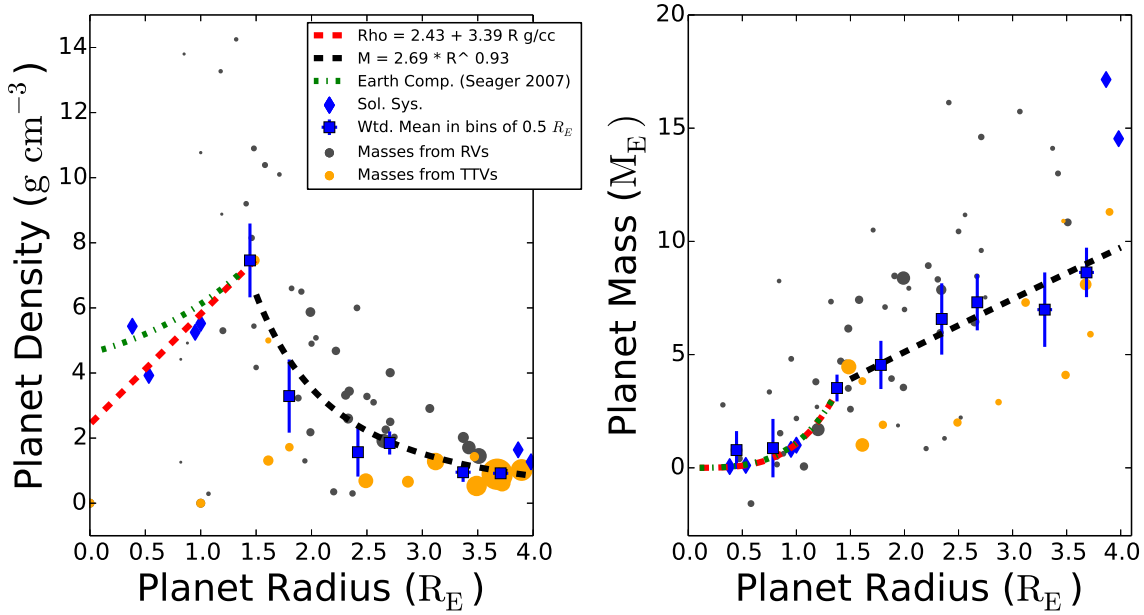 Planet Density (g cm⁻³)
14
12
10
8
6
4
2
0
Rho = 2.43 + 3.39 R g/cc
M = 2.69 * R^ 0.93
Earth Comp. (Seager 2007)
Sol. Sys.
Wtd. Mean in bins of 0.5 R_E
Masses from RVs
Masses from TTVs
0.0 0.5 1.0 1.5 2.0 2.5 3.0 3.5 4.0
Planet Radius (R_E)
Planet Mass (M_E)
20
15
10
5
0
0.0 0.5 1.0 1.5 2.0 2.5 3.0 3.5 4.0
Planet Radius (R_E)